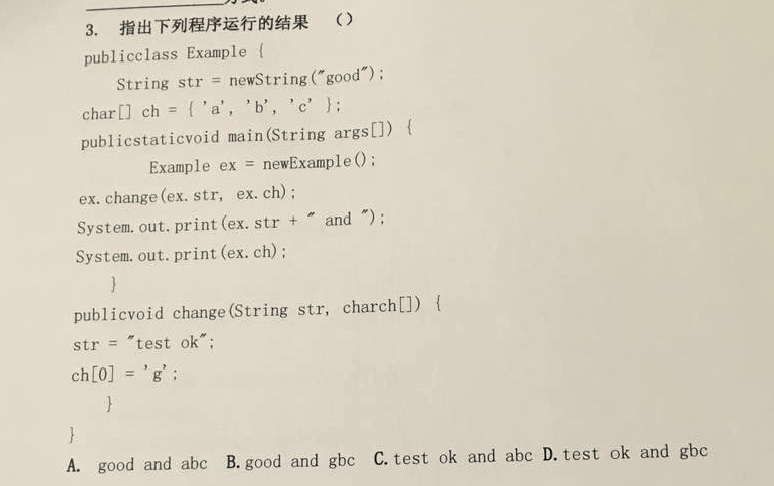 3. 指出下列程序运行的结果 （）
publicclass Example {
String str = newString("good");
char[] ch = { 'a', 'b', 'c' };
publicstaticvoid main(String args[]) {
Example ex = newExample();
ex.change(ex.str, ex.ch);
System.out.print(ex.str + " and ");
System.out.print(ex.ch);
}
publicvoid change(String str, charch[]) {
str = "test ok";
ch[0] = 'g';
}
}
A. good and abc B. good and gbc C. test ok and abc D. test ok and gbc